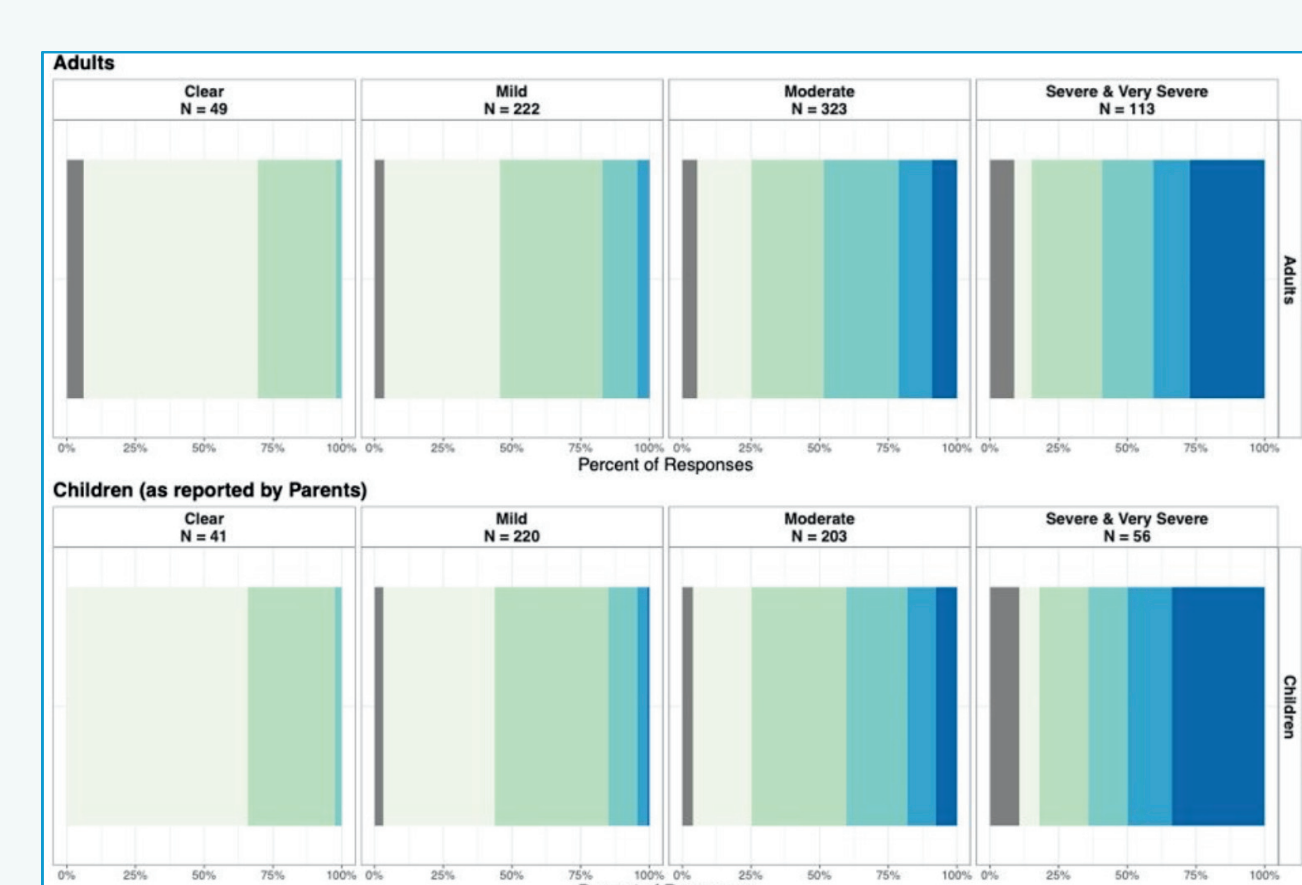 Adults
Clear
N = 49
Mild
N = 222
Moderate
N = 323
Severe & Very Severe
N = 113
Adults
0% 25% 50% 75% 100% 0% 25% 50% 75% 100% 0% 25% 50% 75% 100% 0% 25% 50% 75% 100%
Percent of Responses
Children (as reported by Parents)
Clear
N = 41
Mild
N = 220
Moderate
N = 203
Severe & Very Severe
N = 56
Children
0% 25% 50% 75% 100% 0% 25% 50% 75% 100% 0% 25% 50% 75% 100% 0% 25% 50% 75% 100%